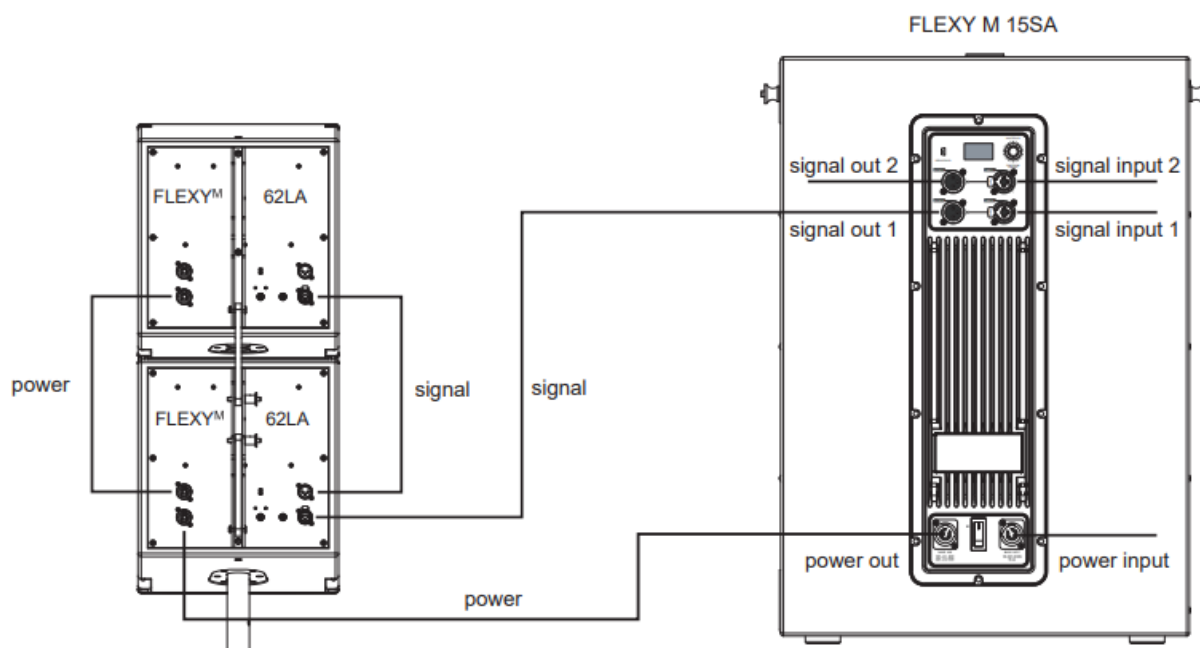 FLEXY M 15SA
signal out 2
signal input 2
signal out 1
signal input 1
FLEXYᴹ 62LA
power
signal
signal
FLEXYᴹ 62LA
power out
power input
power